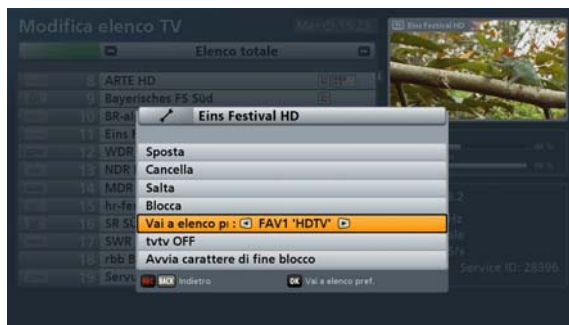 Modifica elenco TV
Eins Festival HD
Elenco totale
8 ARTE HD
9 Bayerisches FS Süd
10 BR-al
11 Eins F
12 WDR
13 NDR
14 MDR
15 hr-fe
16 SR SÜ
17 SWR
18 rbb B
19 Servu
Eins Festival HD
Sposta
Cancella
Salta
Blocca
Vai a elenco pr : FAV1 'HDTV'
tvtv OFF
Avvia carattere di fine blocco
BACK Indietro
OK Vai a elenco pref.
Service ID: 28396